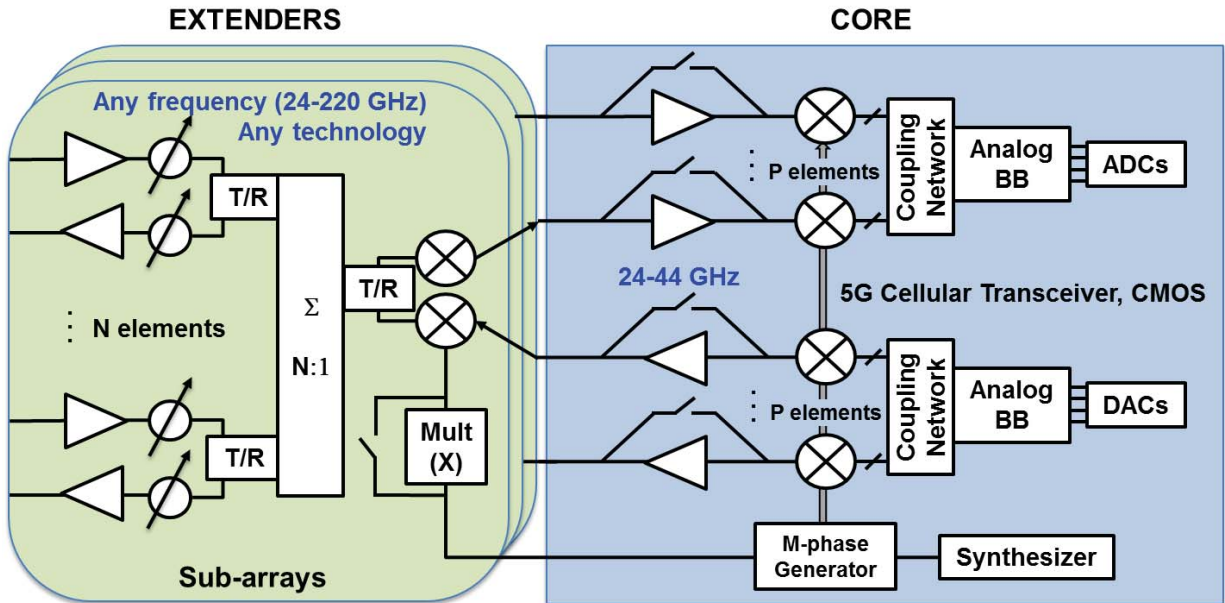 EXTENDERS
CORE
Any frequency (24-220 GHz)
Any technology
T/R
Σ
N:1
T/R
N elements
T/R
Mult
(X)
Sub-arrays
P elements
Coupling
Network
Analog
BB
ADCs
24-44 GHz
5G Cellular Transceiver, CMOS
P elements
Coupling
Network
Analog
BB
DACs
M-phase
Generator
Synthesizer